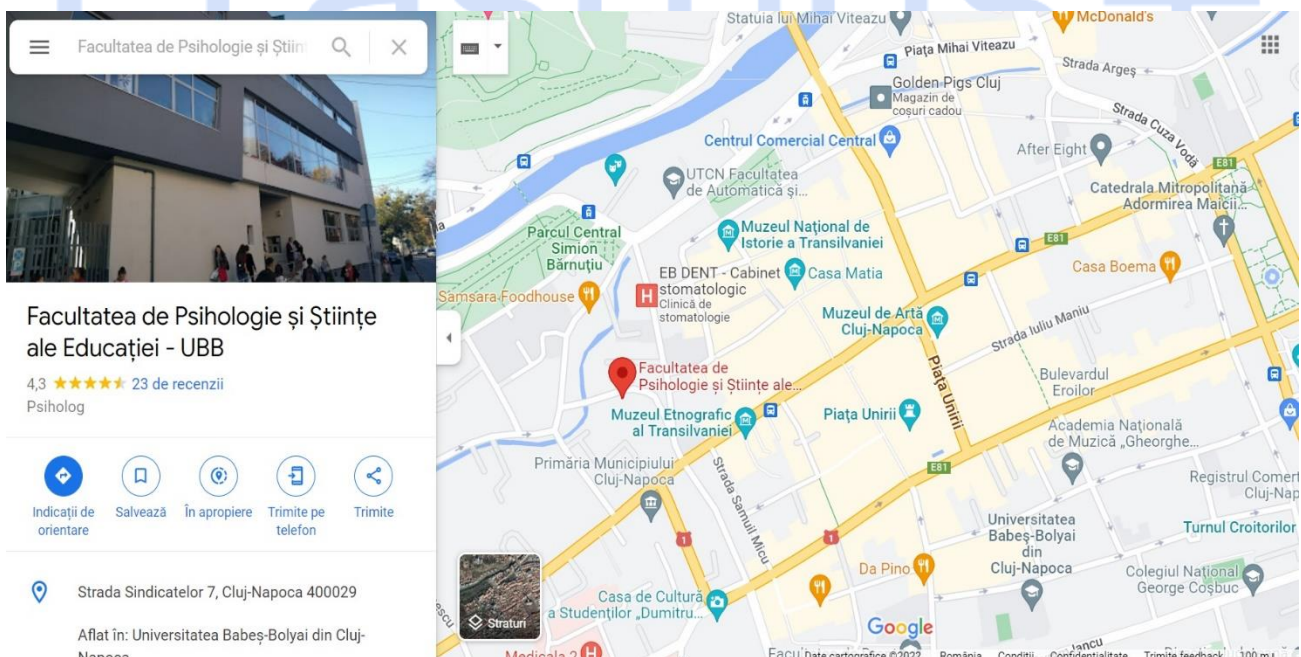 Facultatea de Psihologie și Științ
Facultatea de Psihologie și Științe
ale Educației - UBB
4,3
23 de recenzii
Psiholog
Indicații de
orientare
Salvează
În apropiere
Trimite pe
telefon
Trimite
Strada Sindicatelor 7, Cluj-Napoca 400029
Aflat în: Universitatea Babeș-Bolyai din Cluj-
Napoca
Statuia lui Mihai Viteazu
McDonald's
Piața Mihai Viteazu
Strada Argeș
Golden Pigs Cluj
Magazin de
coșuri cadou
Strada Cuza Vodă
Centrul Comercial Central
After Eight
E81
UTCN Facultatea
de Automatică și...
Catedrala Mitropolitană
Adormirea Maicii...
Parcul Central
Simion
Bărnuțiu
Muzeul Național de
Istorie a Transilvaniei
E81
EB DENT - Cabinet
stomatologic
Clinică de
stomatologie
Casa Matia
Casa Boema
Samsara Foodhouse
Muzeul de Artă
Cluj-Napoca
Strada Iuliu Maniu
Facultatea de
Psihologie și Științe ale...
Piața Unirii
Bulevardul
Eroilor
Muzeul Etnografic
al Transilvaniei
Piața Unirii
Academia Națională
de Muzică „Gheorghe...
Primăria Municipiului
Cluj-Napoca
Strada Samuil Micu
E81
Registrul Comerț
Cluj-Nap
Universitatea
Babeș-Bolyai
din
Cluj-Napoca
Turnul Croitorilor
1
1
Da Pino
Colegiul Național
George Coșbuc
Casa de Cultură
a Studenților „Dumitru...
Straturi
Google
Medicala 2
Date cartografice ©2022 România Condiții Confidențialitate Trimite feedback 100 m